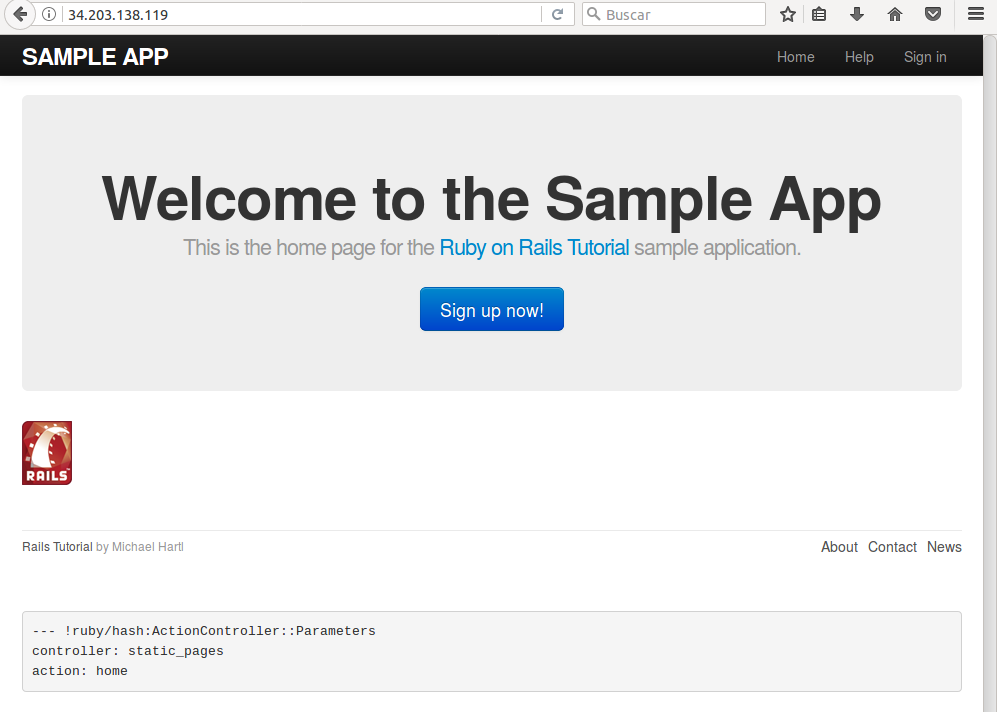 34.203.138.119
Buscar
SAMPLE APP
Home Help Sign in
Welcome to the Sample App
This is the home page for the Ruby on Rails Tutorial sample application.
Sign up now!
RAILS
Rails Tutorial by Michael Hartl
About Contact News
--- !ruby/hash:ActionController::Parameters
controller: static_pages
action: home